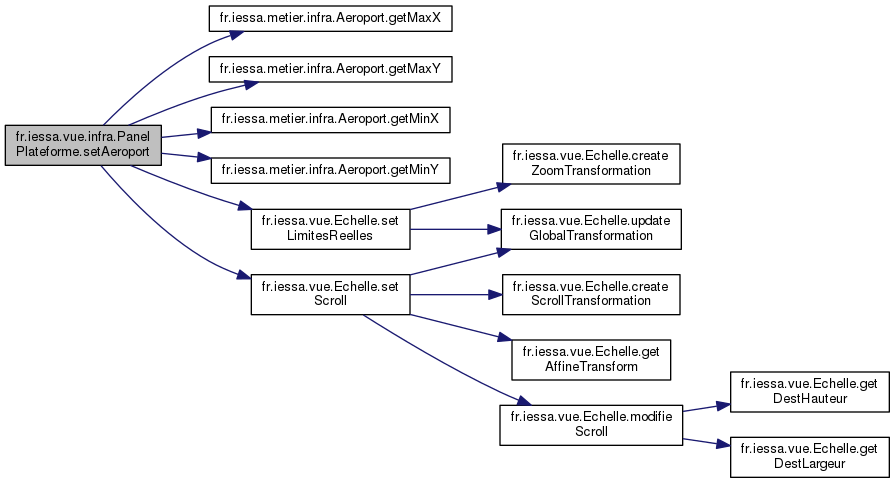 fr.iessa.vue.infra.Panel
Plateforme.setAeroport
fr.iessa.metier.infra.Aeroport.getMaxX
fr.iessa.metier.infra.Aeroport.getMaxY
fr.iessa.metier.infra.Aeroport.getMinX
fr.iessa.metier.infra.Aeroport.getMinY
fr.iessa.vue.Echelle.set
LimitesReelles
fr.iessa.vue.Echelle.set
Scroll
fr.iessa.vue.Echelle.create
ZoomTransformation
fr.iessa.vue.Echelle.update
GlobalTransformation
fr.iessa.vue.Echelle.create
ScrollTransformation
fr.iessa.vue.Echelle.get
AffineTransform
fr.iessa.vue.Echelle.modifie
Scroll
fr.iessa.vue.Echelle.get
DestHauteur
fr.iessa.vue.Echelle.get
DestLargeur